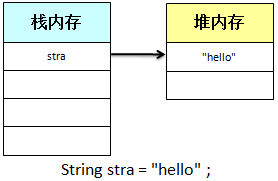 栈内存
堆内存
stra
"hello"
String stra = "hello" ;